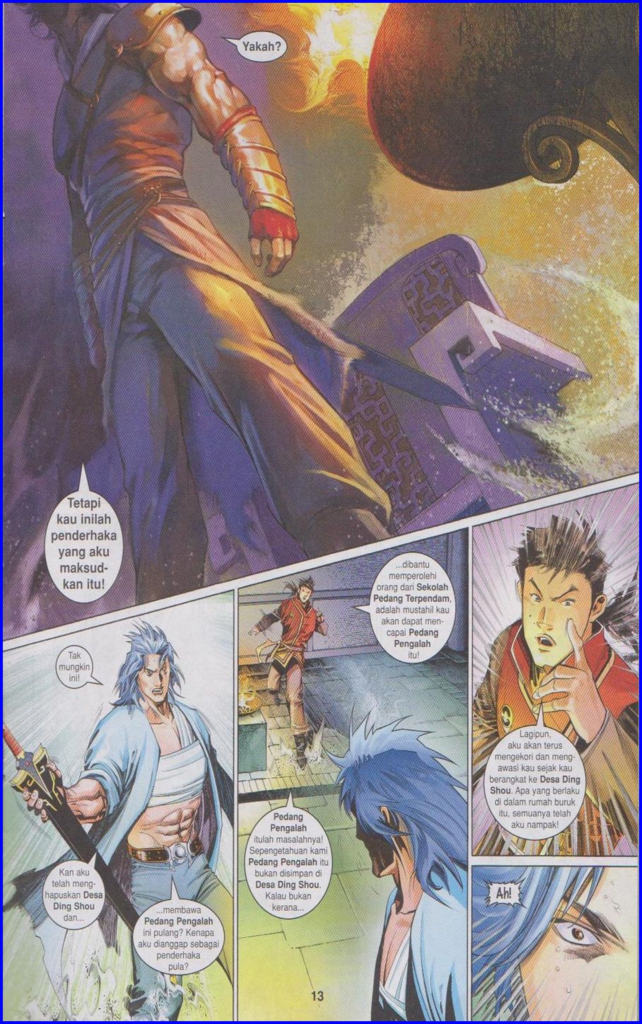 Yakah?
Tetapi
kau inilah
penderhaka
yang aku
maksud-
kan itu!
Tak
mungkin
ini!
Kan aku
telah meng-
hapuskan Desa
Ding Shou
dan...
...membawa
Pedang Pengalah
ini pulang? Kenapa
aku dianggap sebagai
penderhaka
pula?
...dibantu
memperolehi
orang dari Sekolah
Pedang Terpendam,
adalah mustahil kau
akan dapat men-
capai Pedang
Pengalah
itu!
Pedang
Pengalah
itulah masalahnya!
Sepengetahuan kami
Pedang Pengalah itu
bukan disimpan di
Desa Ding Shou.
Kalau bukan
kerana...
Lagipun,
aku akan terus
mengekori dan meng-
awasi kau sejak kau
berangkat ke Desa Ding
Shou. Apa yang berlaku
di dalam rumah buruk
itu, semuanya telah
aku nampak!
Ah!
13